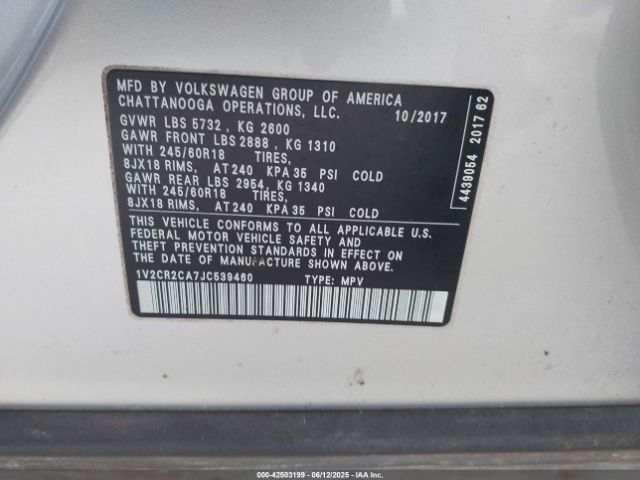 MFD BY VOLKSWAGEN GROUP OF AMERICA
CHATTANOOGA OPERATIONS, LLC. 10/2017
GVWR LBS 5732 , KG 2600
GAWR FRONT LBS 2888 , KG 1310
WITH 245/60R18 TIRES,
8JX18 RIMS, AT 240 KPA 35 PSI COLD
GAWR REAR LBS 2954, KG 1340
WITH 245/60R18 TIRES,
8JX18 RIMS, AT 240 KPA 35 PSI COLD
THIS VEHICLE CONFORMS TO ALL APPLICABLE U.S.
FEDERAL MOTOR VEHICLE SAFETY AND
THEFT PREVENTION STANDARDS IN EFFECT ON THE
DATE OF MANUFACTURE SHOWN ABOVE.
1V2CR2CA7JC539460 TYPE: MPV
4439054 2017 62
000-42503199 - 06/12/2025 - IAA Inc.